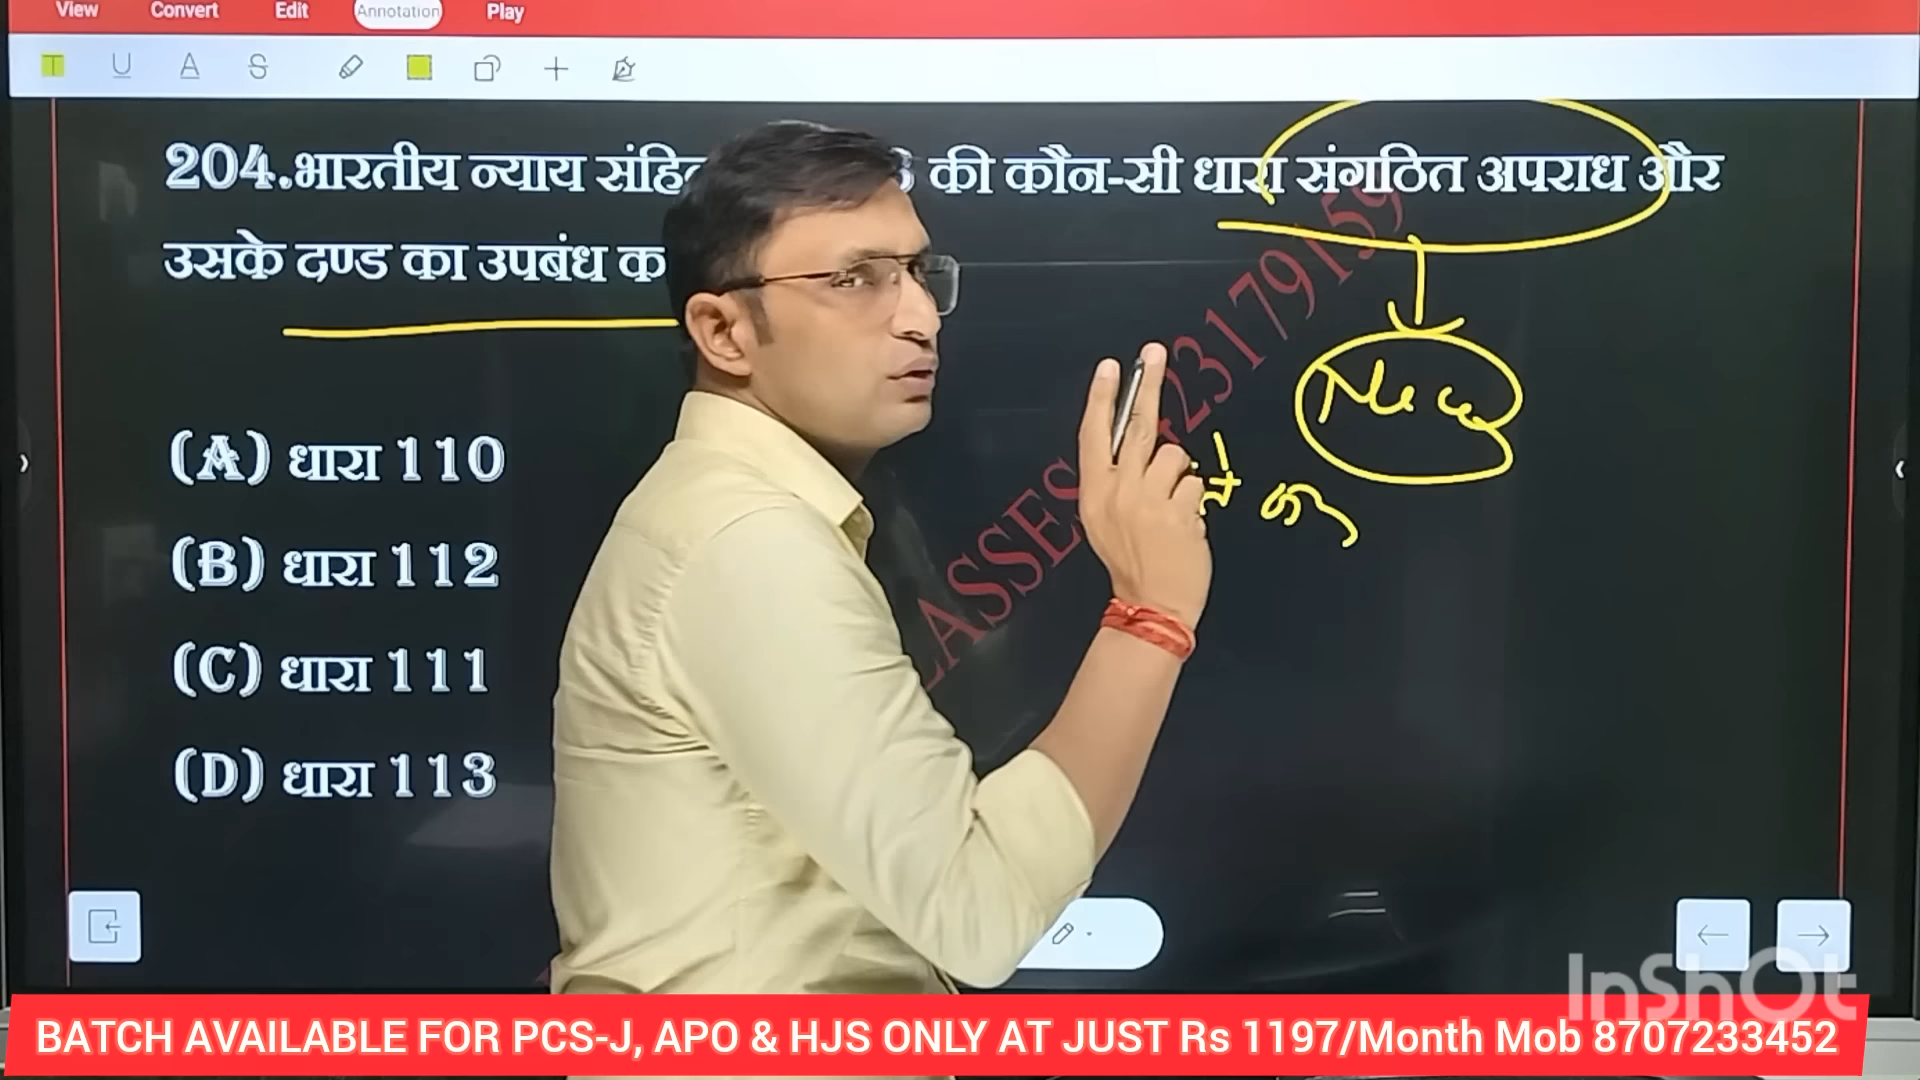 View Convert Edit Annotation Play
T U A S
204.भारतीय न्याय की कौन-सी धारा संगठित अपराध और
उसके दण्ड का उपबंध
(A) धारा 110
(B) धारा 112
(C) धारा 111
(D) धारा 113
New
InShOt
BATCH AVAILABLE FOR PCS-J, APO & HJS ONLY AT JUST Rs 1197/Month Mob 8707233452